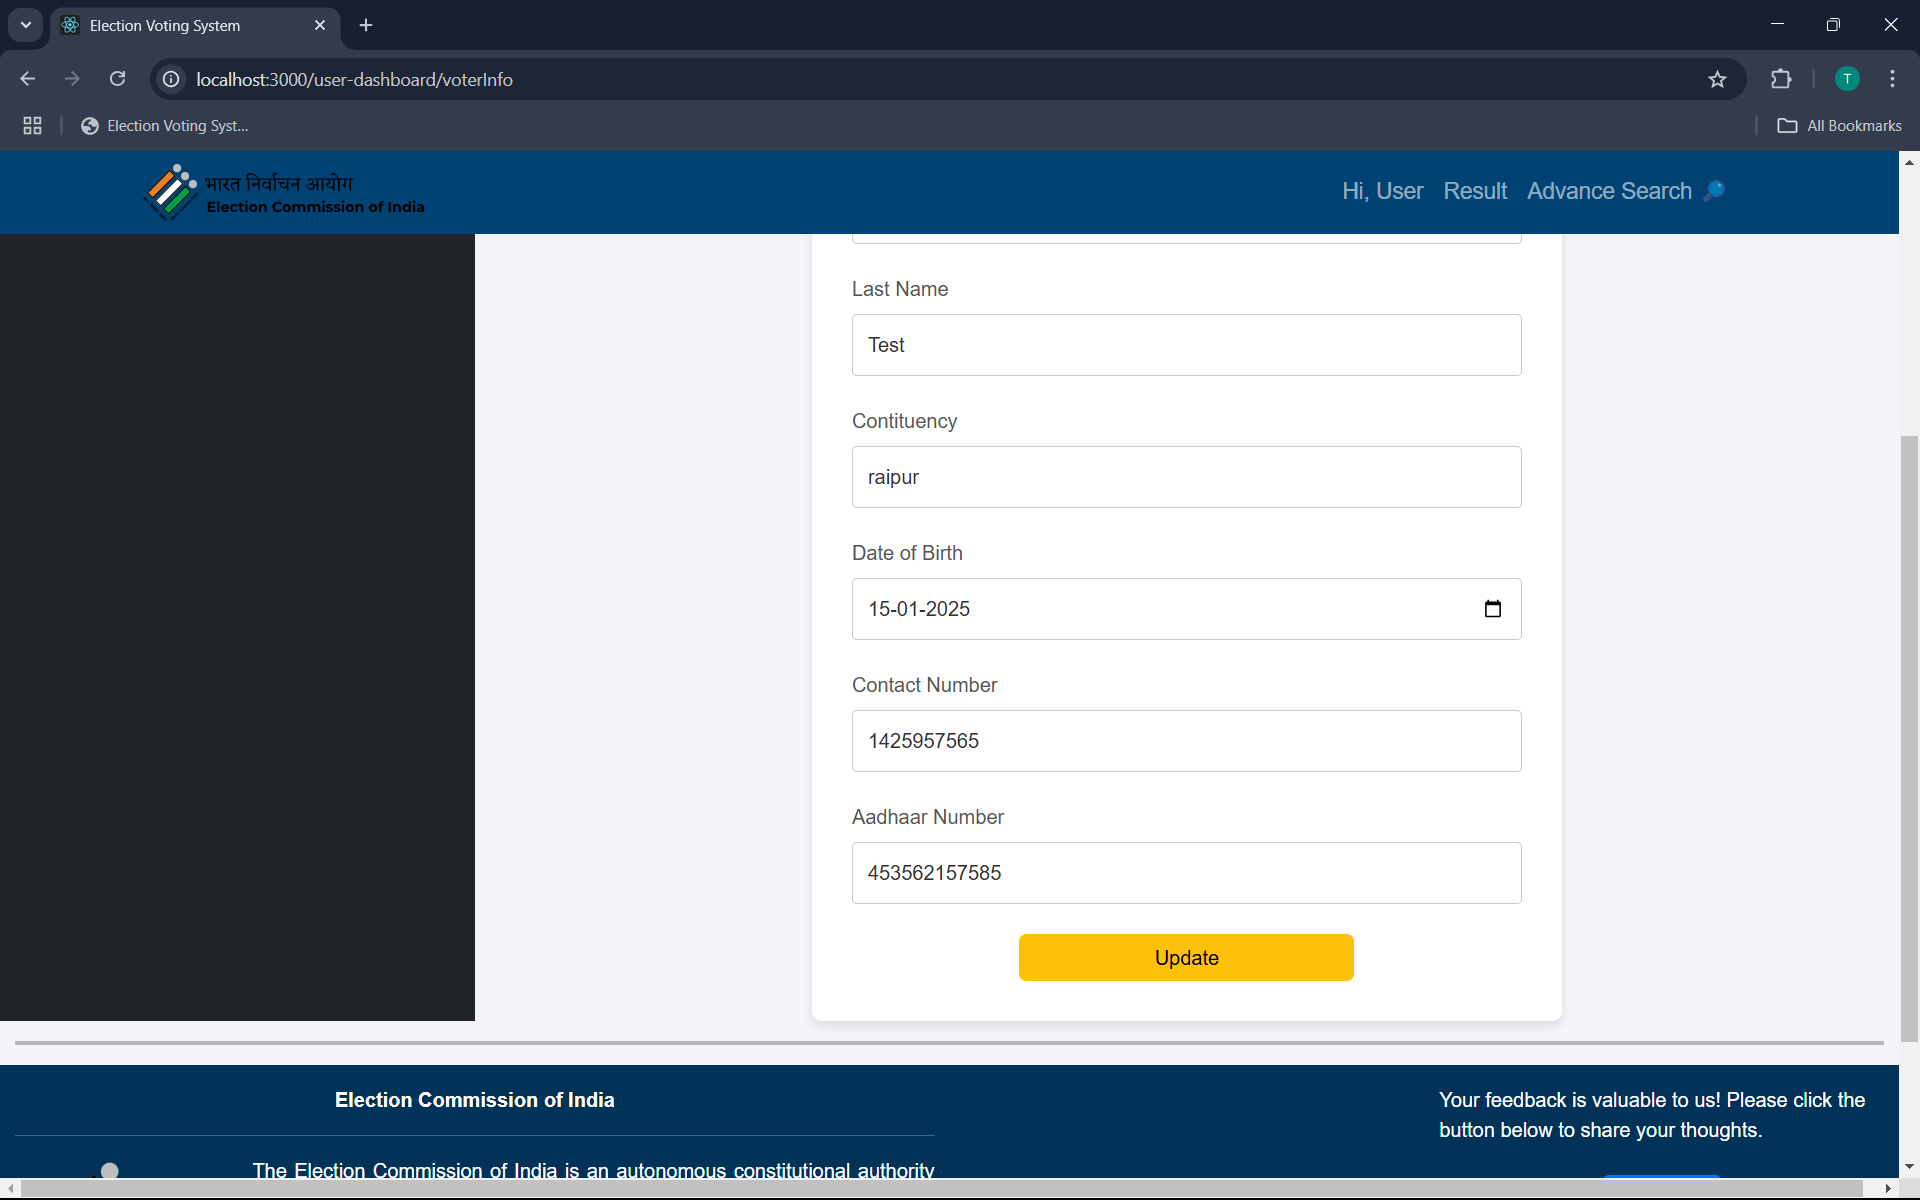 Election Voting System
localhost:3000/user-dashboard/voterInfo
T
Election Voting Syst...
All Bookmarks
भारत निर्वाचन आयोग
Election Commission of India
Hi, User
Result
Advance Search
Last Name
Test
Contituency
raipur
Date of Birth
15-01-2025
Contact Number
1425957565
Aadhaar Number
453562157585
Update
Election Commission of India
The Election Commission of India is an autonomous constitutional authority
Your feedback is valuable to us! Please click the
button below to share your thoughts.